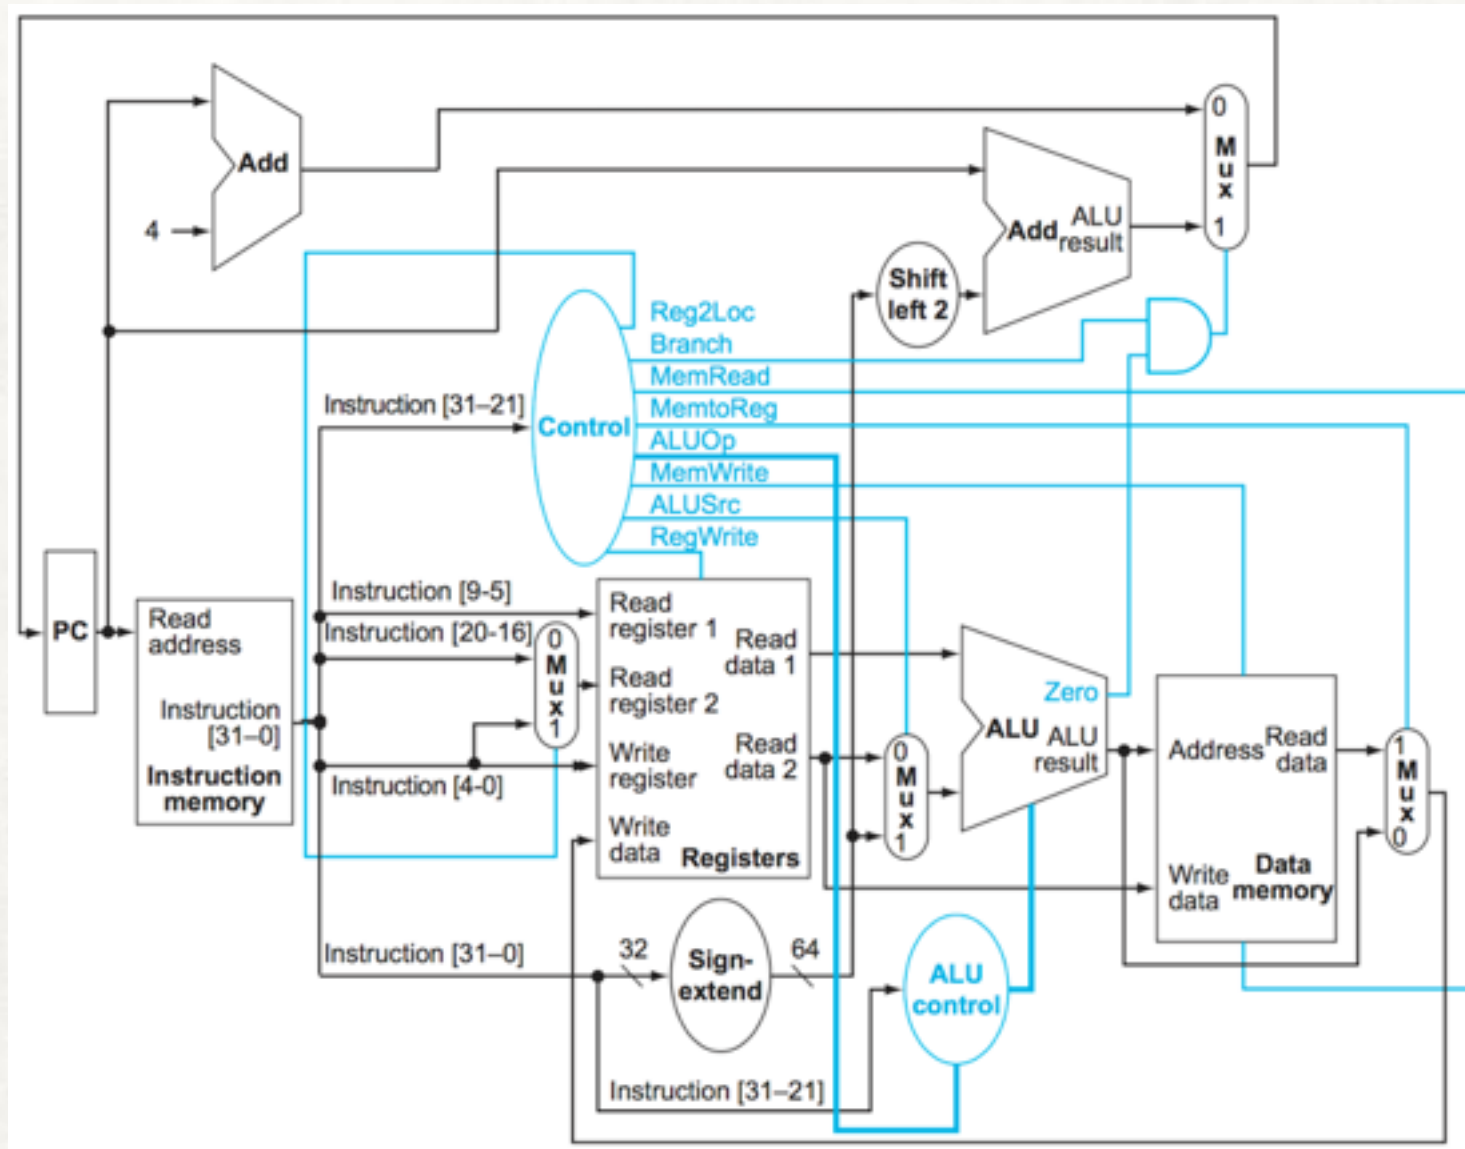 0
M
u
x
1
Add
4
Add
ALU
result
Shift
left 2
Reg2Loc
Branch
MemRead
MemtoReg
ALUOp
MemWrite
ALUSrc
RegWrite
Control
Instruction [31–21]
PC
Read
address
Instruction
[31–0]
Instruction
memory
Instruction [9-5]
Instruction [20-16]
Instruction [4-0]
0
M
u
x
1
Read
register 1
Read
register 2
Write
register
Write
data
Read
data 1
Read
data 2
Registers
0
M
u
x
1
Zero
ALU
ALU
result
Address
Read
data
Write
data
Data
memory
1
M
u
x
0
Instruction [31–0]
32
Sign-
extend
64
ALU
control
Instruction [31–21]